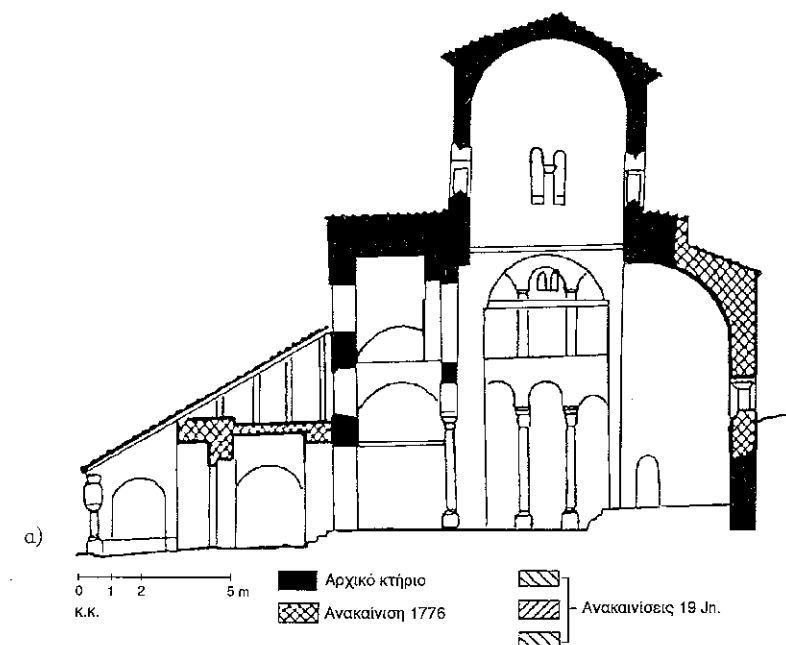 α)
0 1 2 5 m
Κ.Κ.
Αρχικό κτήριο
Ανακαίνιση 1776
Ανακαινίσεις 19 Jh.